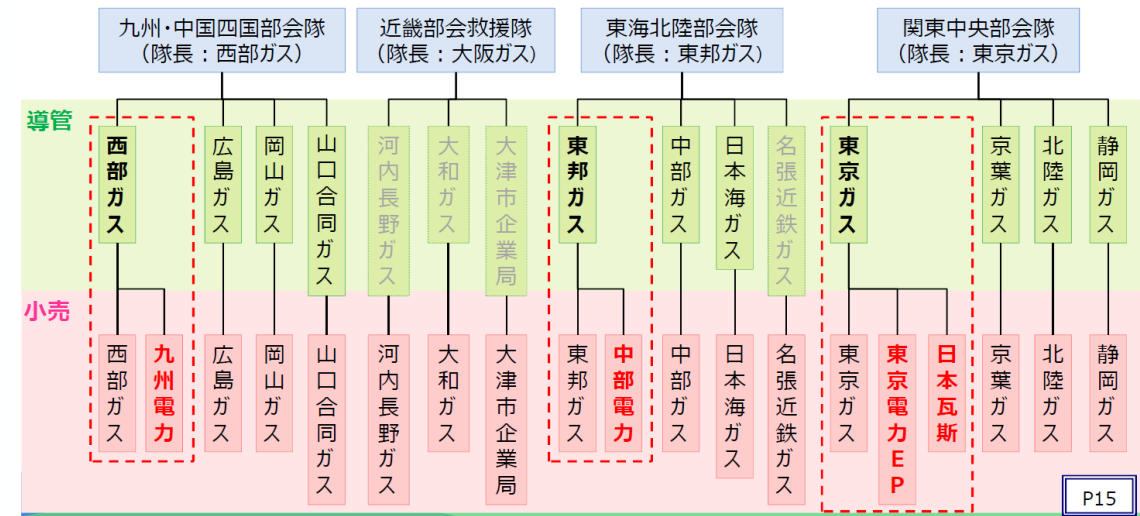 九州・中国四国部会隊
（隊長：西部ガス）
近畿部会救援隊
（隊長：大阪ガス）
東海北陸部会隊
（隊長：東邦ガス）
関東中央部会隊
（隊長：東京ガス）
導管
西部ガス
広島ガス
岡山ガス
山口合同ガス
河内長野ガス
大和ガス
大津市企業局
東邦ガス
中部ガス
日本海ガス
名張近鉄ガス
東京ガス
京葉ガス
北陸ガス
静岡ガス
小売
西部ガス
九州電力
広島ガス
岡山ガス
山口合同ガス
河内長野ガス
大和ガス
大津市企業局
東邦ガス
中部電力
中部ガス
日本海ガス
名張近鉄ガス
東京ガス
東京電力EP
日本瓦斯
京葉ガス
北陸ガス
静岡ガス
P15